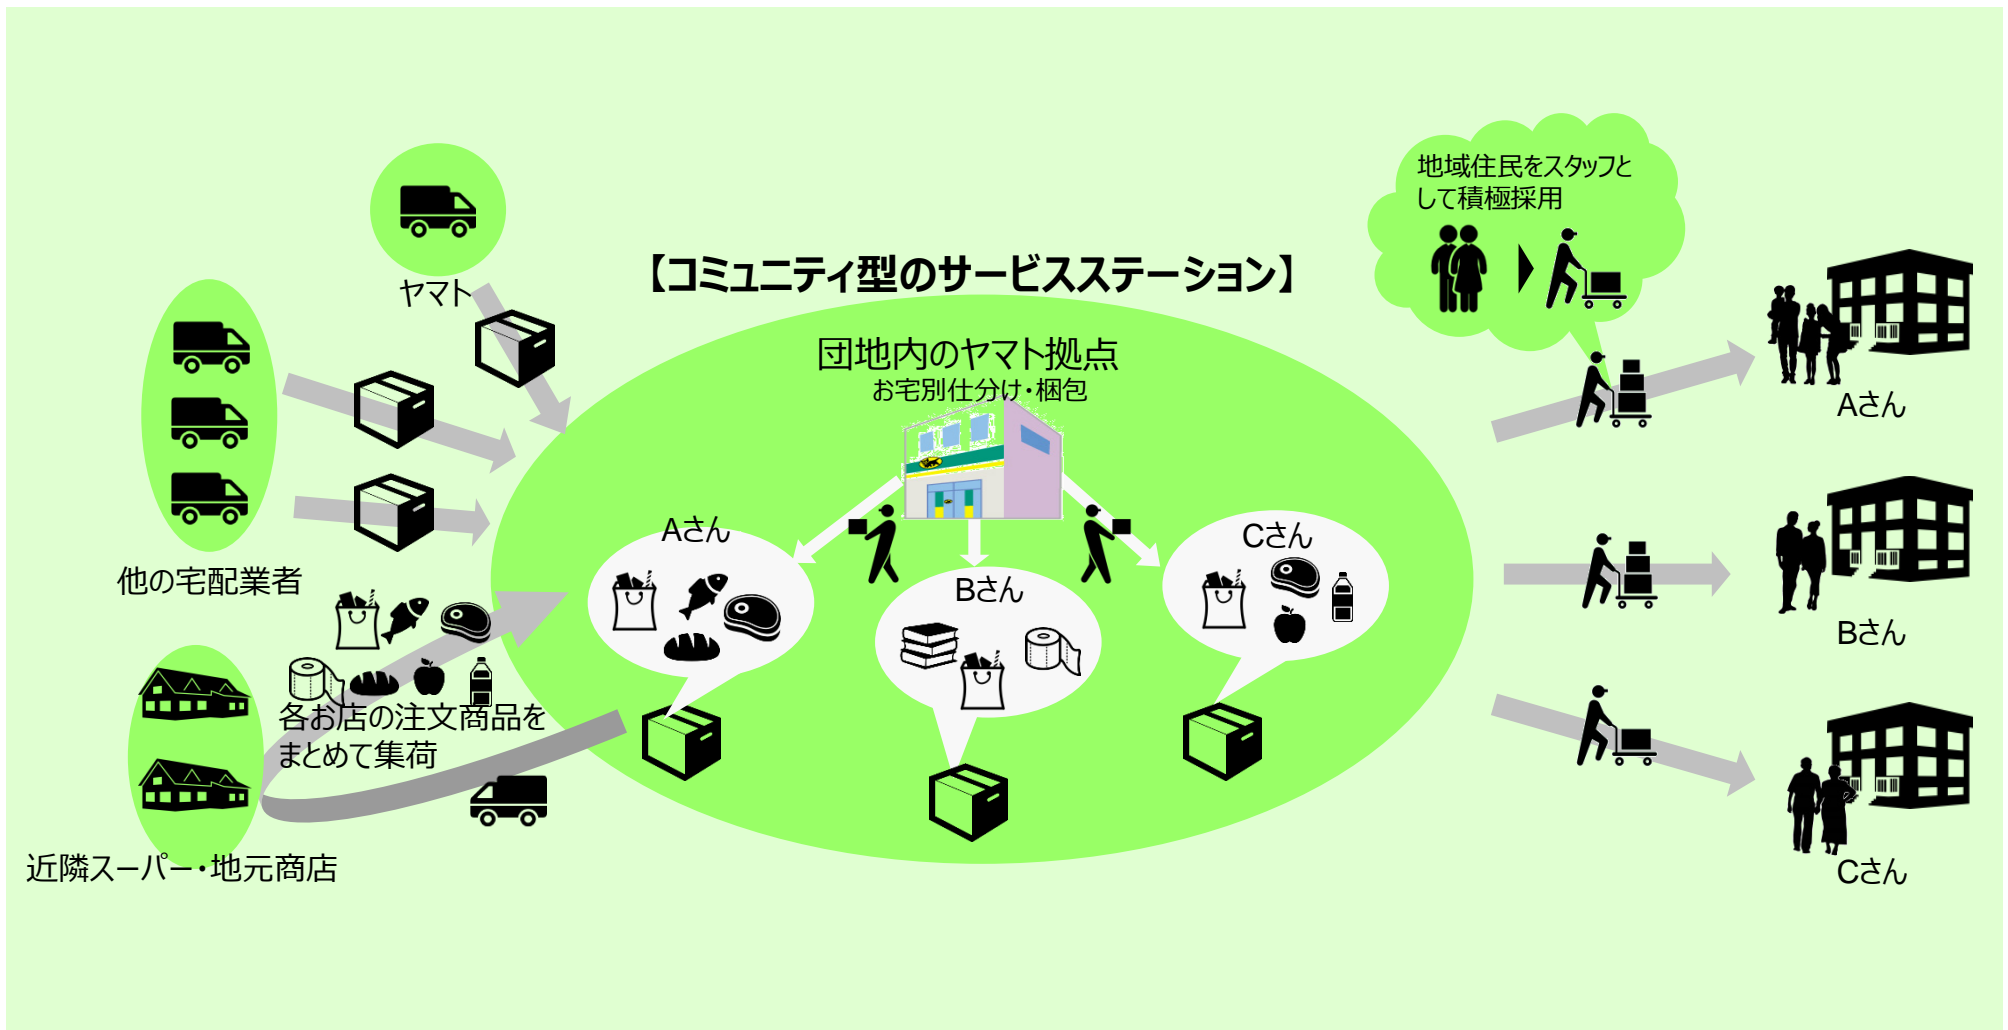 地域住民をスタッフと
して積極採用
ヤマト
【コミュニティ型のサービスステーション】
団地内のヤマト拠点
お宅別仕分け・梱包
Aさん
Aさん
Bさん
Cさん
他の宅配業者
Bさん
各お店の注文商品を
まとめて集荷
近隣スーパー・地元商店
Cさん